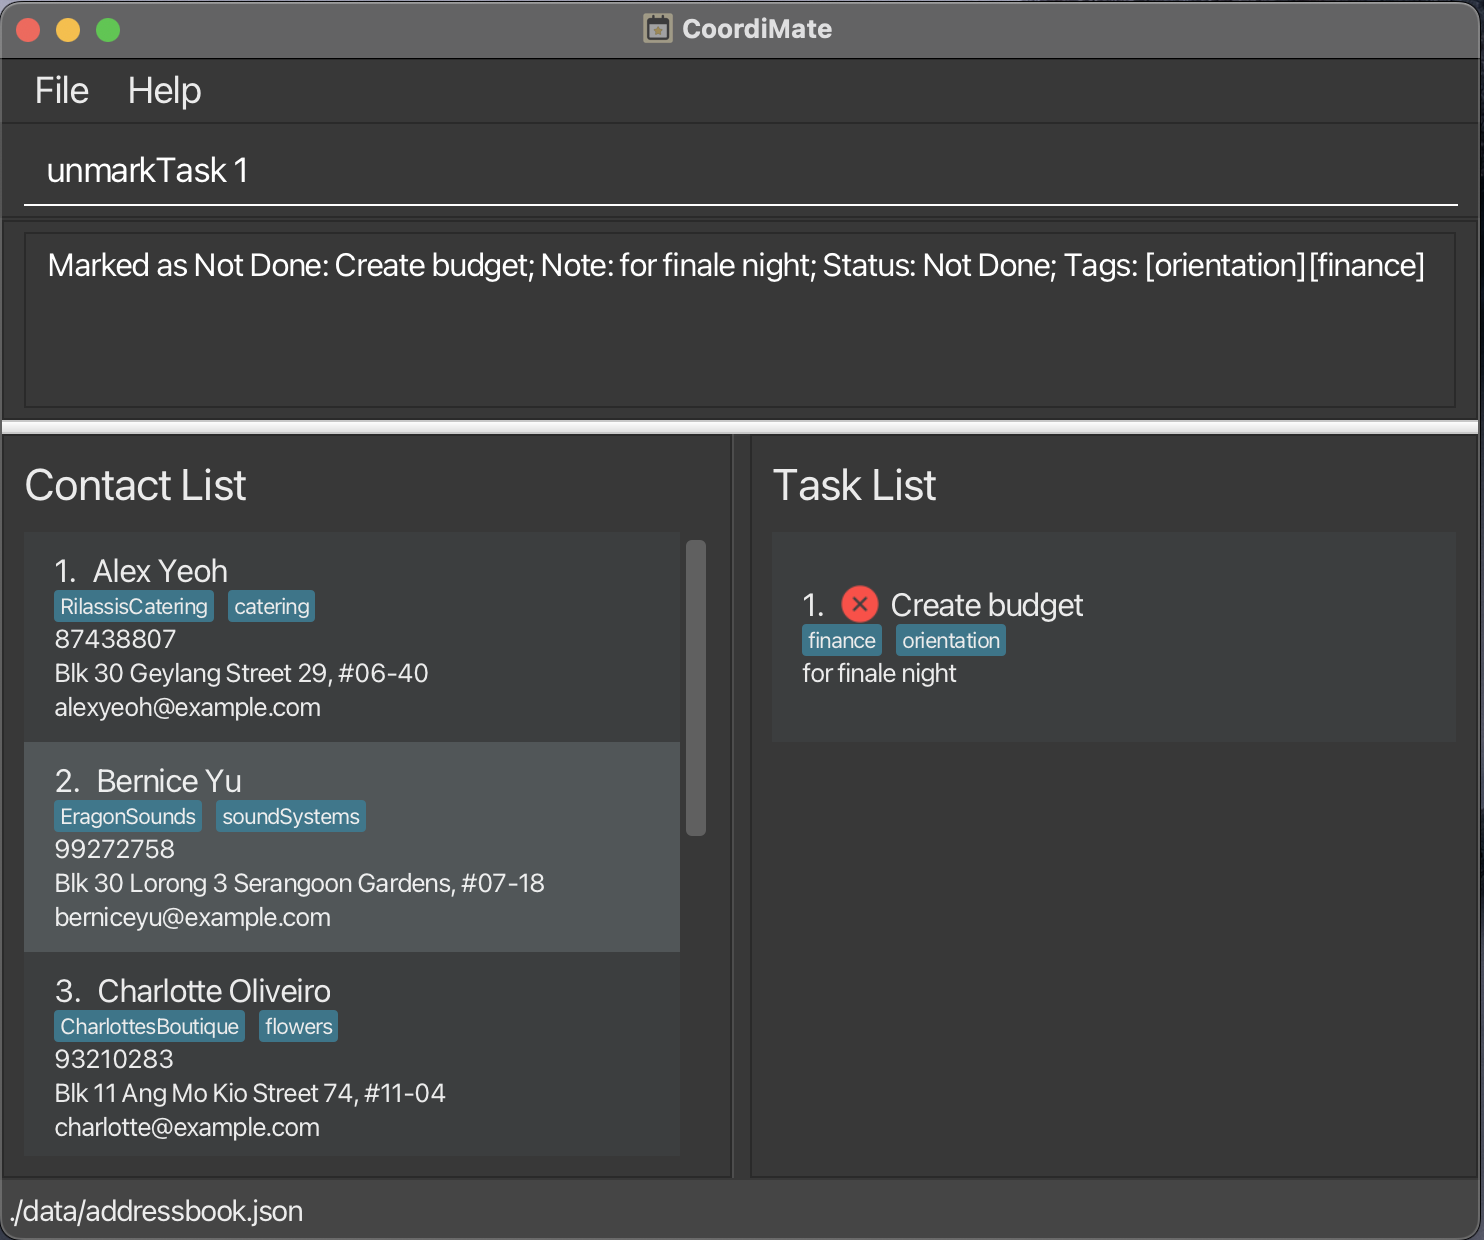 CoordiMate
File Help
unmarkTask 1
Marked as Not Done: Create budget; Note: for finale night; Status: Not Done; Tags: [orientation][finance]
Contact List
1. Alex Yeoh
RilassisCatering catering
87438807
Blk 30 Geylang Street 29, #06-40
alexyeoh@example.com
2. Bernice Yu
EragonSounds soundSystems
99272758
Blk 30 Lorong 3 Serangoon Gardens, #07-18
berniceyu@example.com
3. Charlotte Oliveiro
CharlottesBoutique flowers
93210283
Blk 11 Ang Mo Kio Street 74, #11-04
charlotte@example.com
Task List
1. Create budget
finance orientation
for finale night
./data/addressbook.json